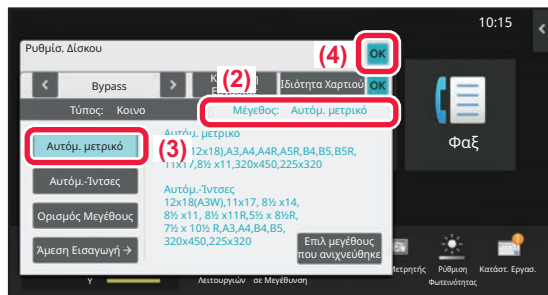 10:15
Ρυθμίσ. Δίσκου
(4)
OK
(2)
Bypass
Ιδιότητα Χαρτιού
OK
Τύπος: Κοινο
Μέγεθος: Αυτόμ. μετρικό
Αυτόμ. μετρικό
(3)
Αυτόμ. μετρικό
12x18),A3,A4,A4R,A5R,B4,B5,B5R,
11x17,8½ x11,320x450,225x320
Αυτόμ.-Ίντσες
Αυτόμ.-Ίντσες
12x18(A3W),11x17, 8½ x14,
Ορισμός Μεγέθους
8½ x11, 8½ x11R,5½ x 8½R,
7½ x 10½ R,A3,A4,B4,B5,
320x450,225x320
Άμεση Εισαγωγή
Επιλ μεγέθους
που ανιχνεύθηκε
Φαξ
Ρύθμιση
Φωτεινότητας
Κατάστ. Εργασ.
Υ
Λειτουργιών
σε Μεγέθυνση